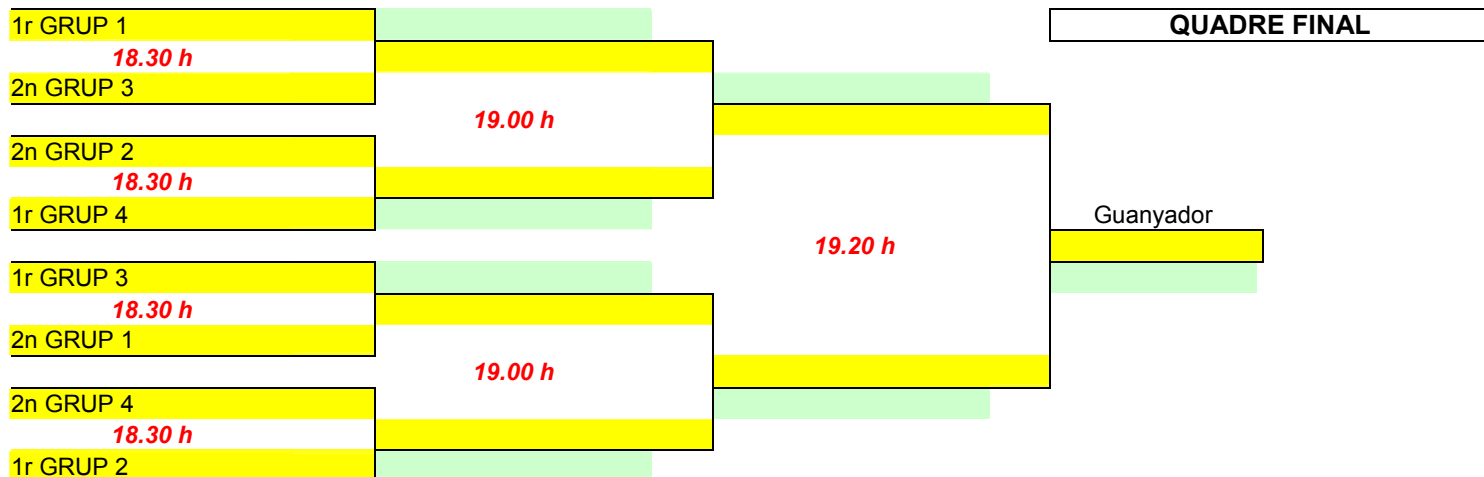 1r GRUP 1
QUADRE FINAL
18.30 h
2n GRUP 3
19.00 h
2n GRUP 2
18.30 h
1r GRUP 4
Guanyador
19.20 h
1r GRUP 3
18.30 h
2n GRUP 1
19.00 h
2n GRUP 4
18.30 h
1r GRUP 2